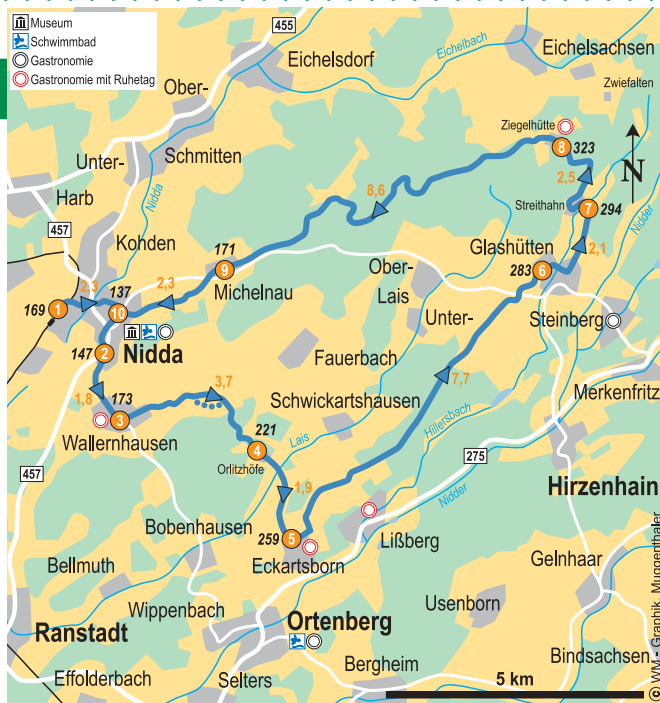 Museum
Schwimmbad
Gastronomie
Gastronomie mit Ruhetag
455
Eichelsdorf
Eichelbach
Eichelsachsen
Zwiefalten
Ober-
Schmitten
Unter-
Harb
Nidda
457
Kohden
Ziegelhütte
8
323
N
2,5
Streithahn
7
294
Nidder
8,6
171
9
Michelnau
2,3
Ober-
Lais
Glashütten
283
6
2,1
169
1
2,3
137
10
Nidda
147
2
Unter-
Steinberg
Fauerbach
Merkenfritz
1,8
173
3
Wallernhausen
3,7
221
4
Orlitzhöfe
Schwickartshausen
7,7
Lais
Hillersbach
275
Nidder
Hirzenhain
457
1,9
259
5
Eckartsborn
Lißberg
Bobenhausen
Bellmuth
Gelnhaar
Wippenbach
Ortenberg
Usenborn
Ranstadt
Effolderbach
Selters
Bergheim
Bindsachsen
5 km
© WM - Graphik, Muggenthaler